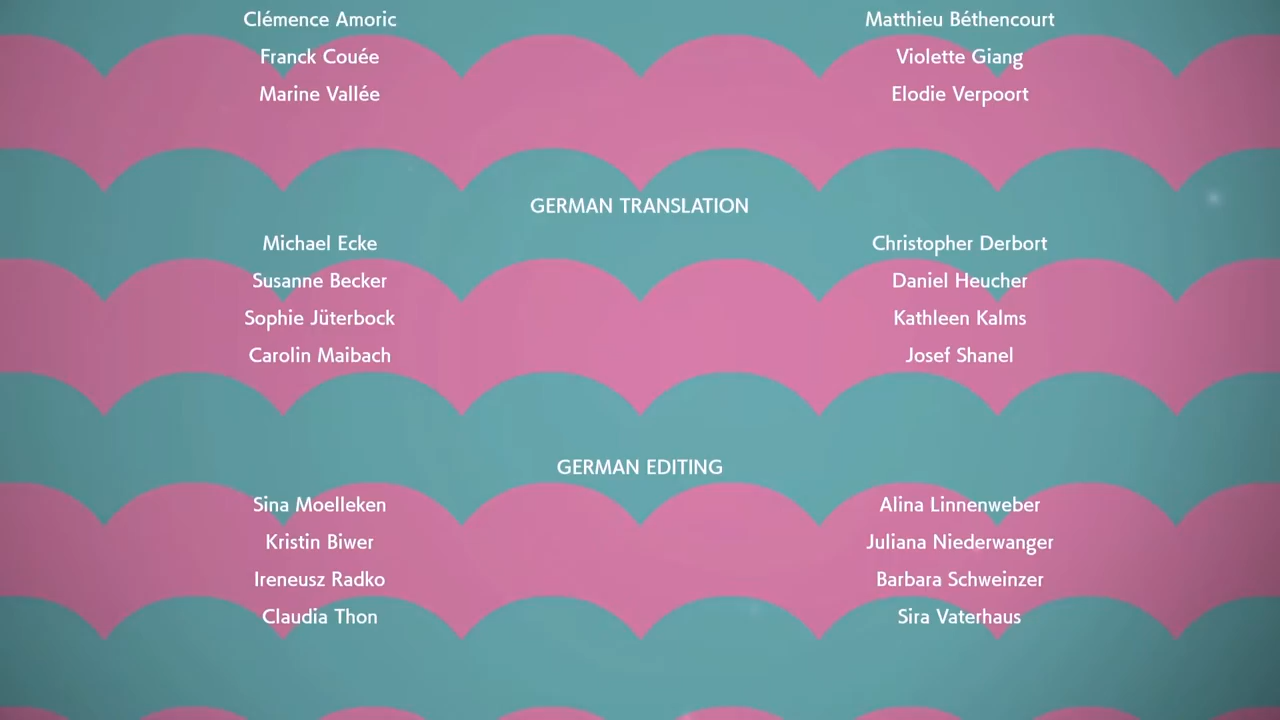 Clémence Amoric Matthieu Béthencourt
Franck Couée Violette Giang
Marine Vallée Elodie Verpoort
GERMAN TRANSLATION
Michael Ecke Christopher Derbort
Susanne Becker Daniel Heucher
Sophie Jüterbock Kathleen Kalms
Carolin Maibach Josef Shanel
GERMAN EDITING
Sina Moelleken Alina Linnenweber
Kristin Biwer Juliana Niederwanger
Ireneusz Radko Barbara Schweinzer
Claudia Thon Sira Vaterhaus